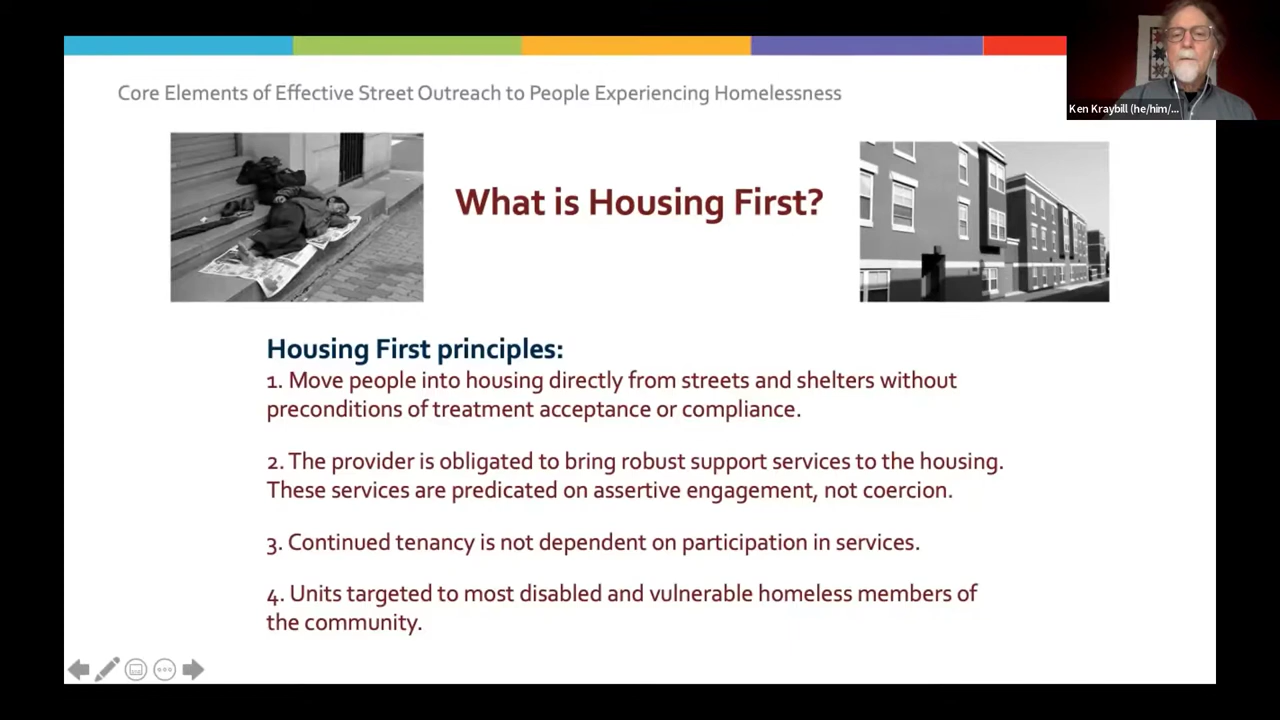 Core Elements of Effective Street Outreach to People Experiencing Homelessness
Ken Kraybill (he/him/...
What is Housing First?
Housing First principles:
1. Move people into housing directly from streets and shelters without
preconditions of treatment acceptance or compliance.
2. The provider is obligated to bring robust support services to the housing.
These services are predicated on assertive engagement, not coercion.
3. Continued tenancy is not dependent on participation in services.
4. Units targeted to most disabled and vulnerable homeless members of
the community.